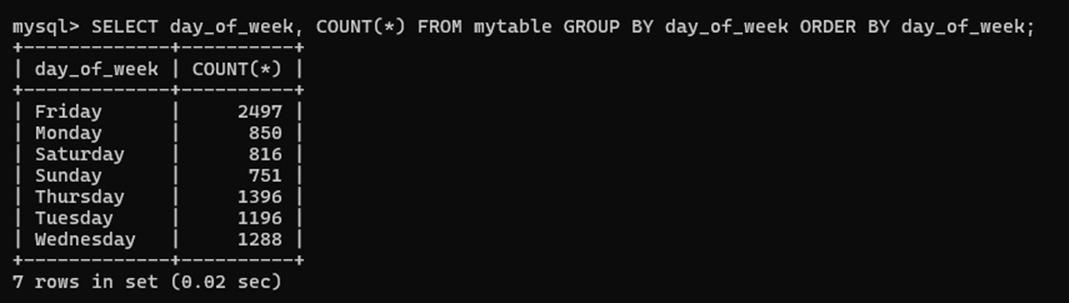 mysql> SELECT day_of_week, COUNT(*) FROM mytable GROUP BY day_of_week ORDER BY day_of_week;
+-------------+----------+
| day_of_week | COUNT(*) |
+-------------+----------+
| Friday      |     2497 |
| Monday      |      850 |
| Saturday    |      816 |
| Sunday      |      751 |
| Thursday    |     1396 |
| Tuesday     |     1196 |
| Wednesday   |     1288 |
+-------------+----------+
7 rows in set (0.02 sec)